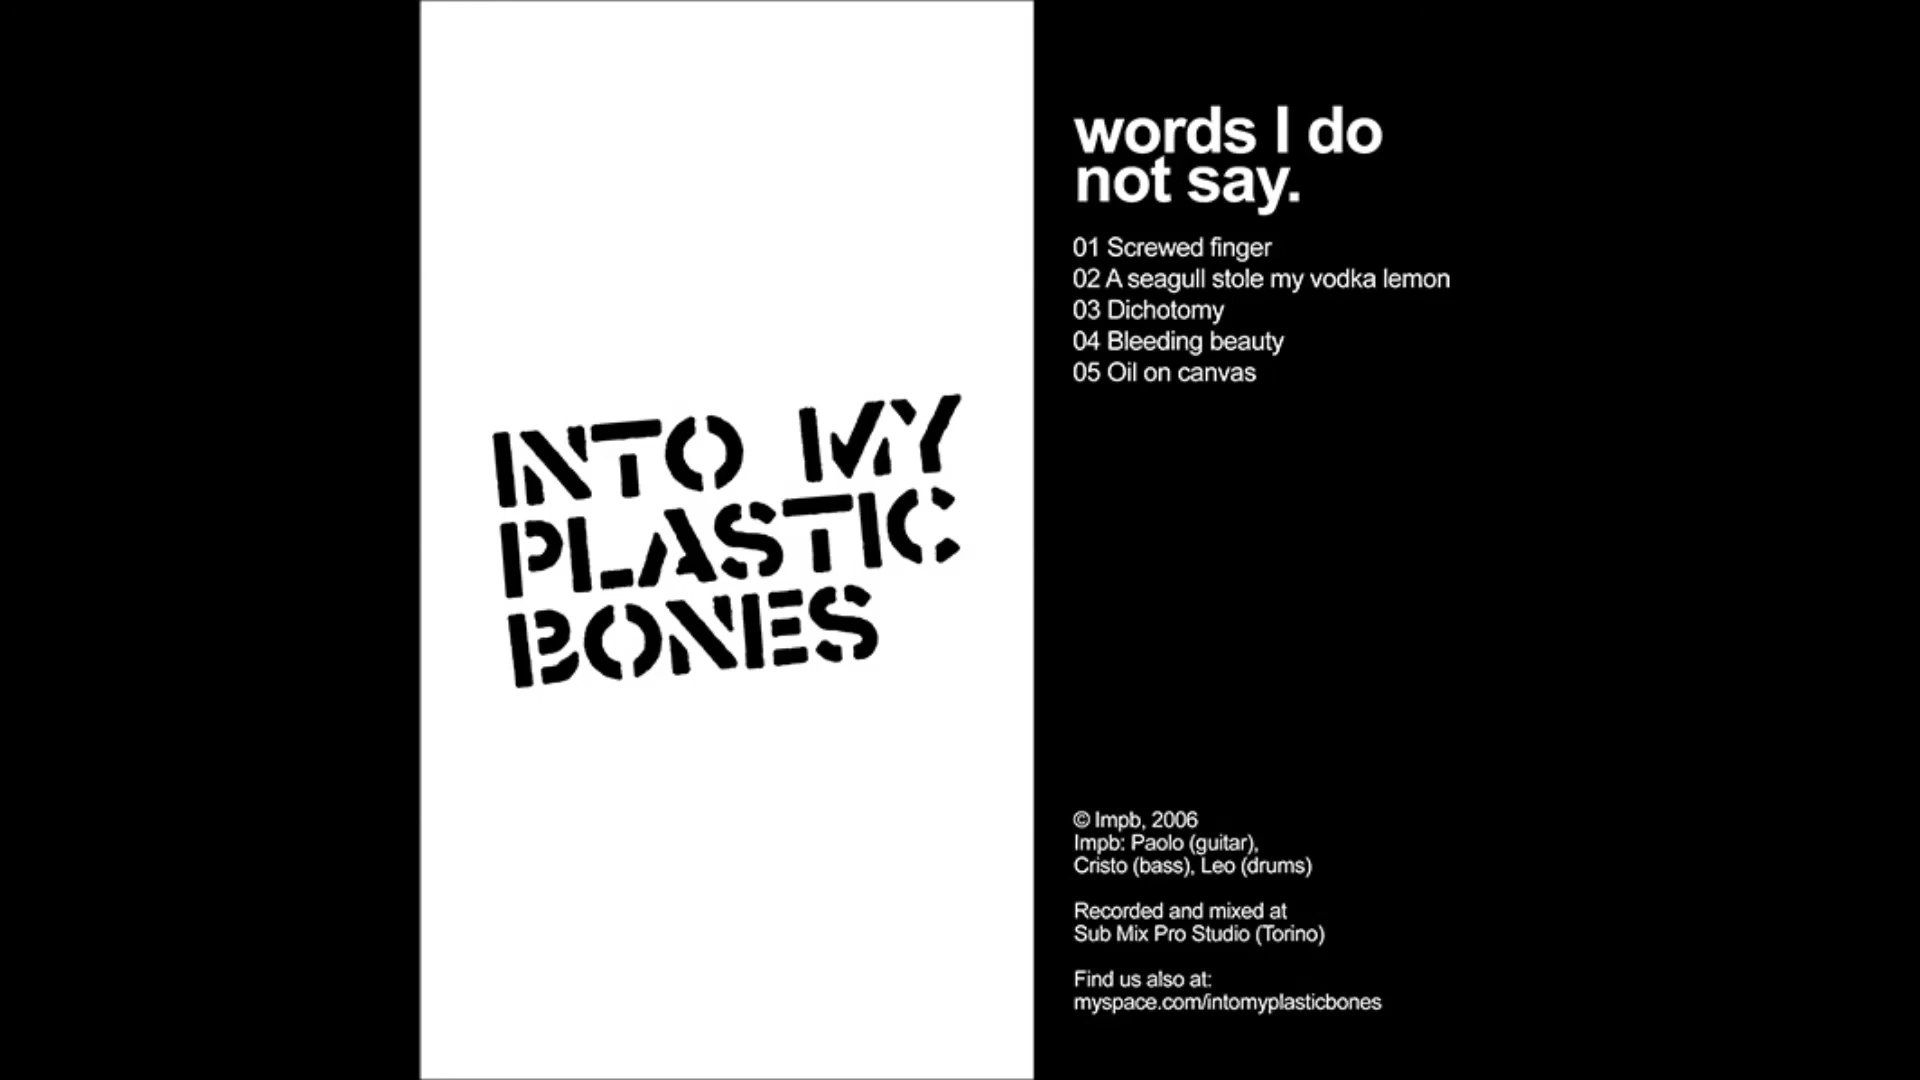 INTO MY
PLASTIC
BONES
words I do
not say.
01 Screwed finger
02 A seagull stole my vodka lemon
03 Dichotomy
04 Bleeding beauty
05 Oil on canvas
© Impb, 2006
Impb: Paolo (guitar),
Cristo (bass), Leo (drums)
Recorded and mixed at
Sub Mix Pro Studio (Torino)
Find us also at:
myspace.com/intomyplasticbones